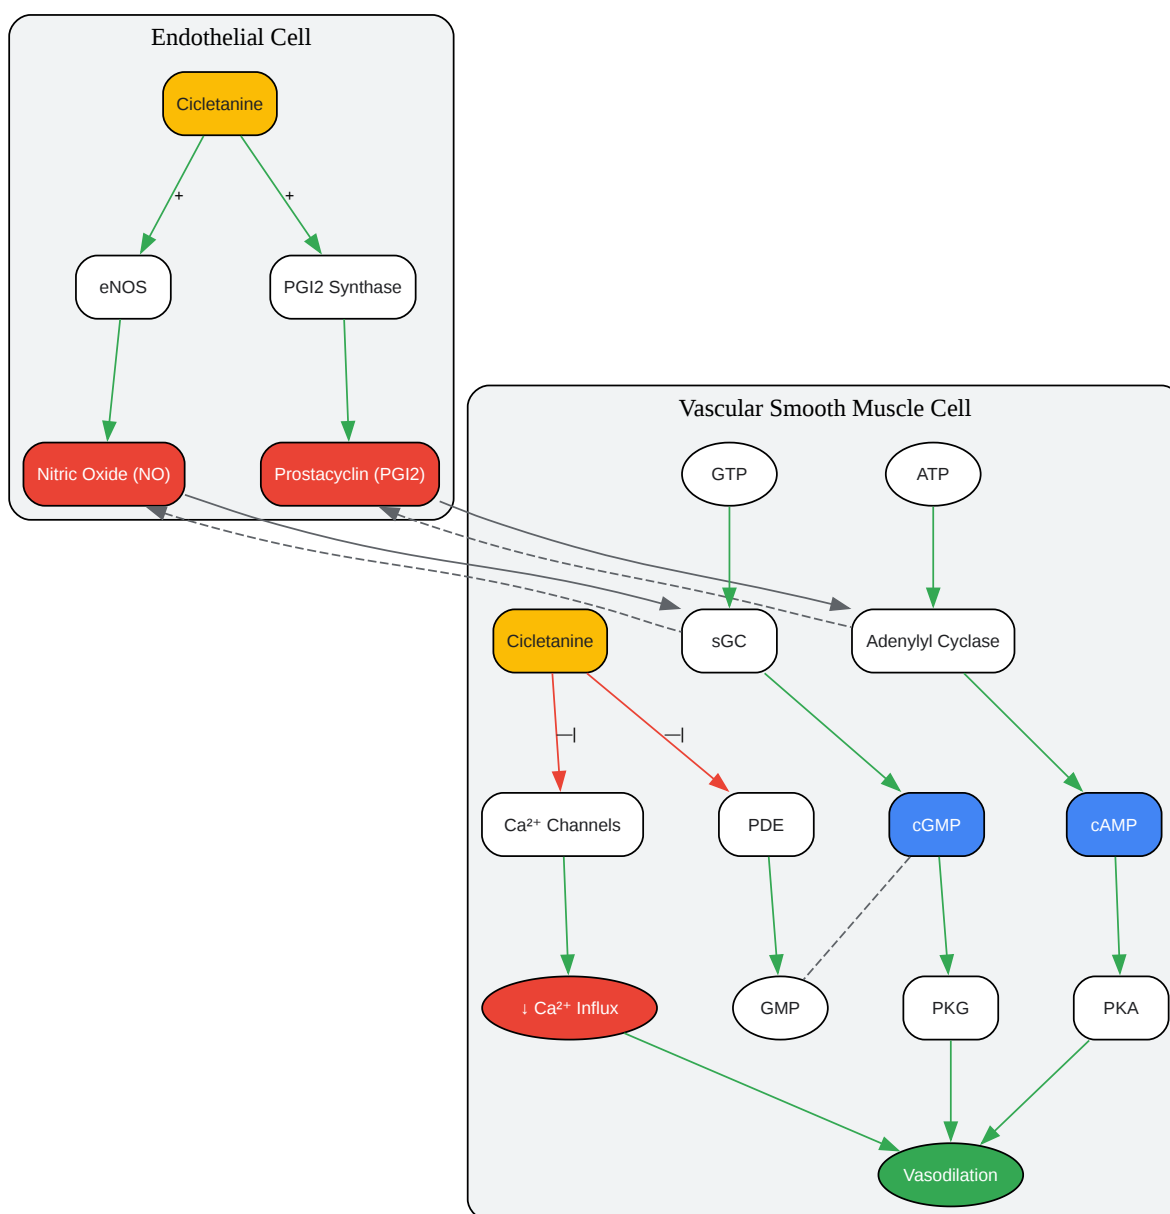 Endothelial Cell
Cicletanine
+
+
eNOS
PGI2 Synthase
Nitric Oxide (NO)
Prostacyclin (PGI2)
Vascular Smooth Muscle Cell
GTP
ATP
Cicletanine
sGC
Adenylyl Cyclase
—|
—|
Ca²⁺ Channels
PDE
cGMP
cAMP
↓ Ca²⁺ Influx
GMP
PKG
PKA
Vasodilation